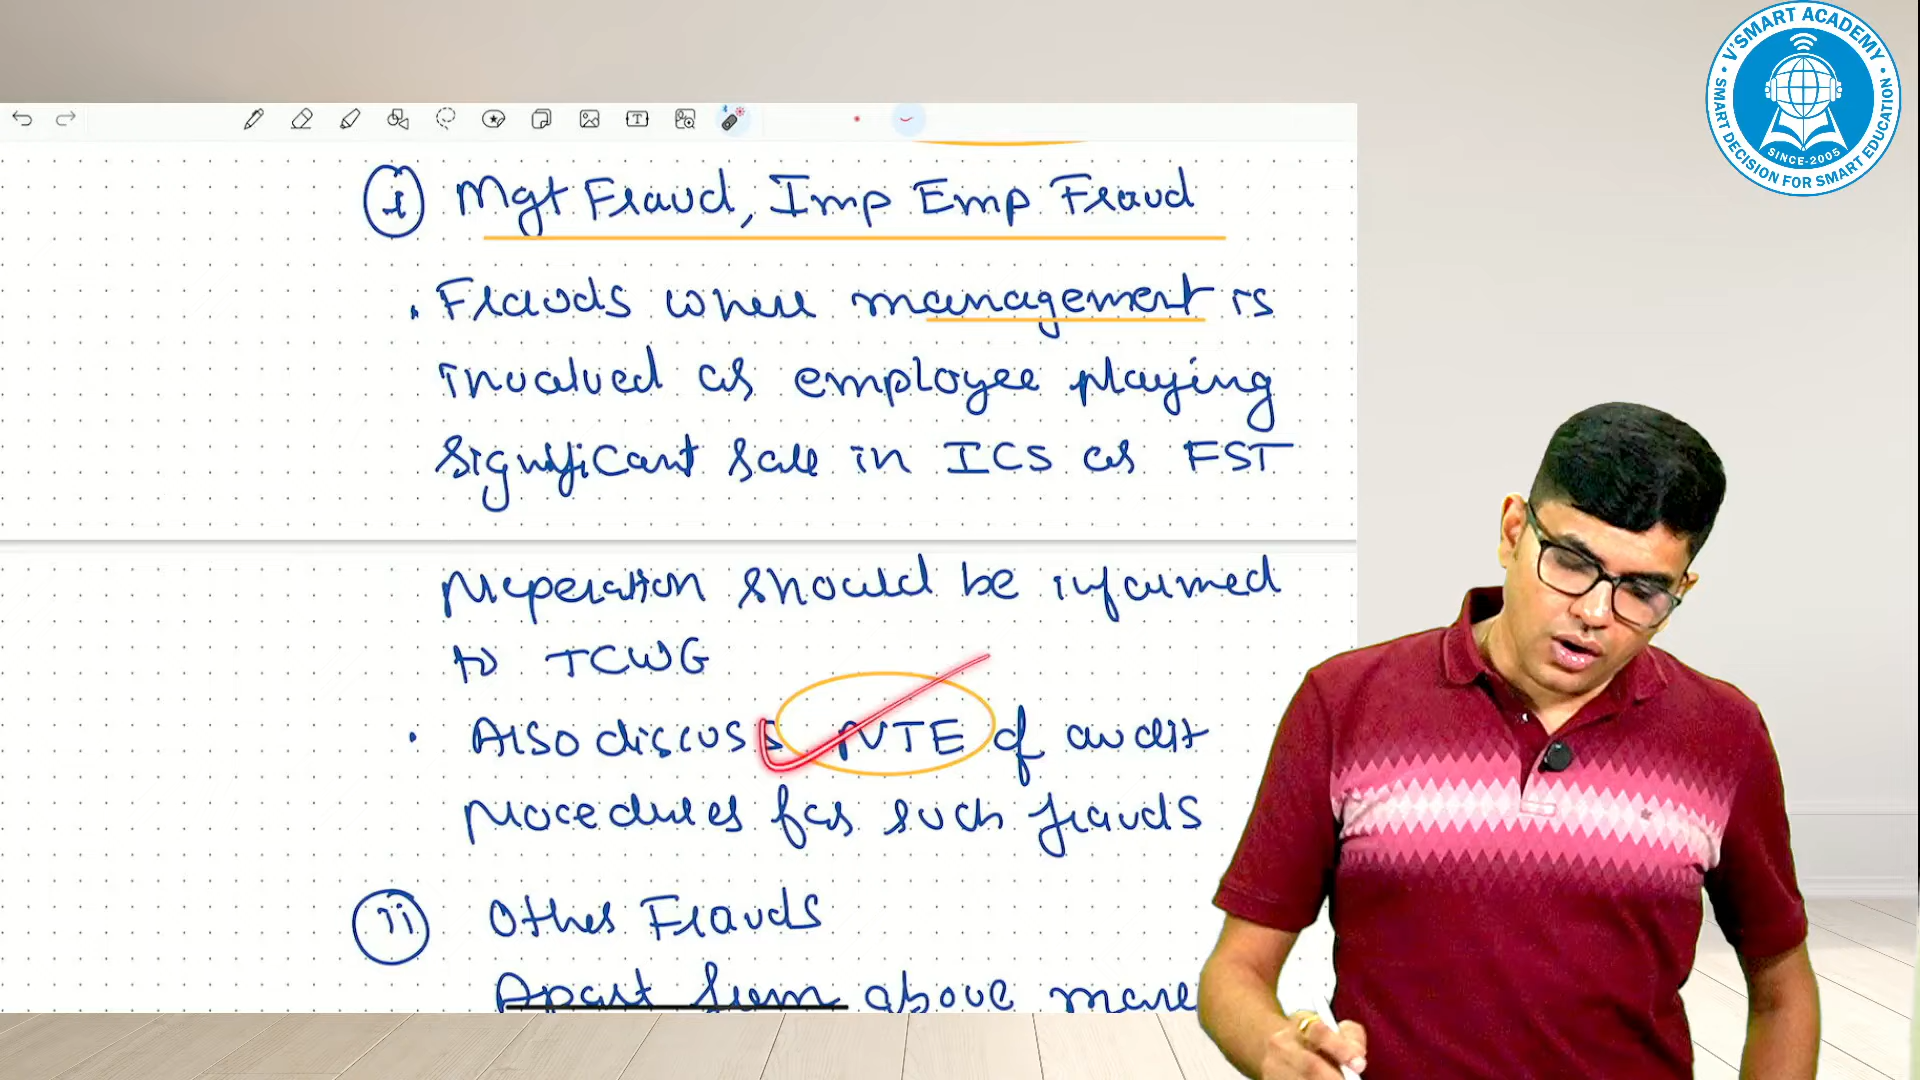 V'SMART ACADEMY
SMART DECISION FOR SMART EDUCATION
SINCE-2005
i Mgt Fraud, Imp Emp Fraud
• Frauds where management is
involved or employee playing
significant role in ICS or FST
preperation should be informed
to TCWG
• Also discuss NTE of audit
procedures for such frauds
ii Other Frauds
Apart from above